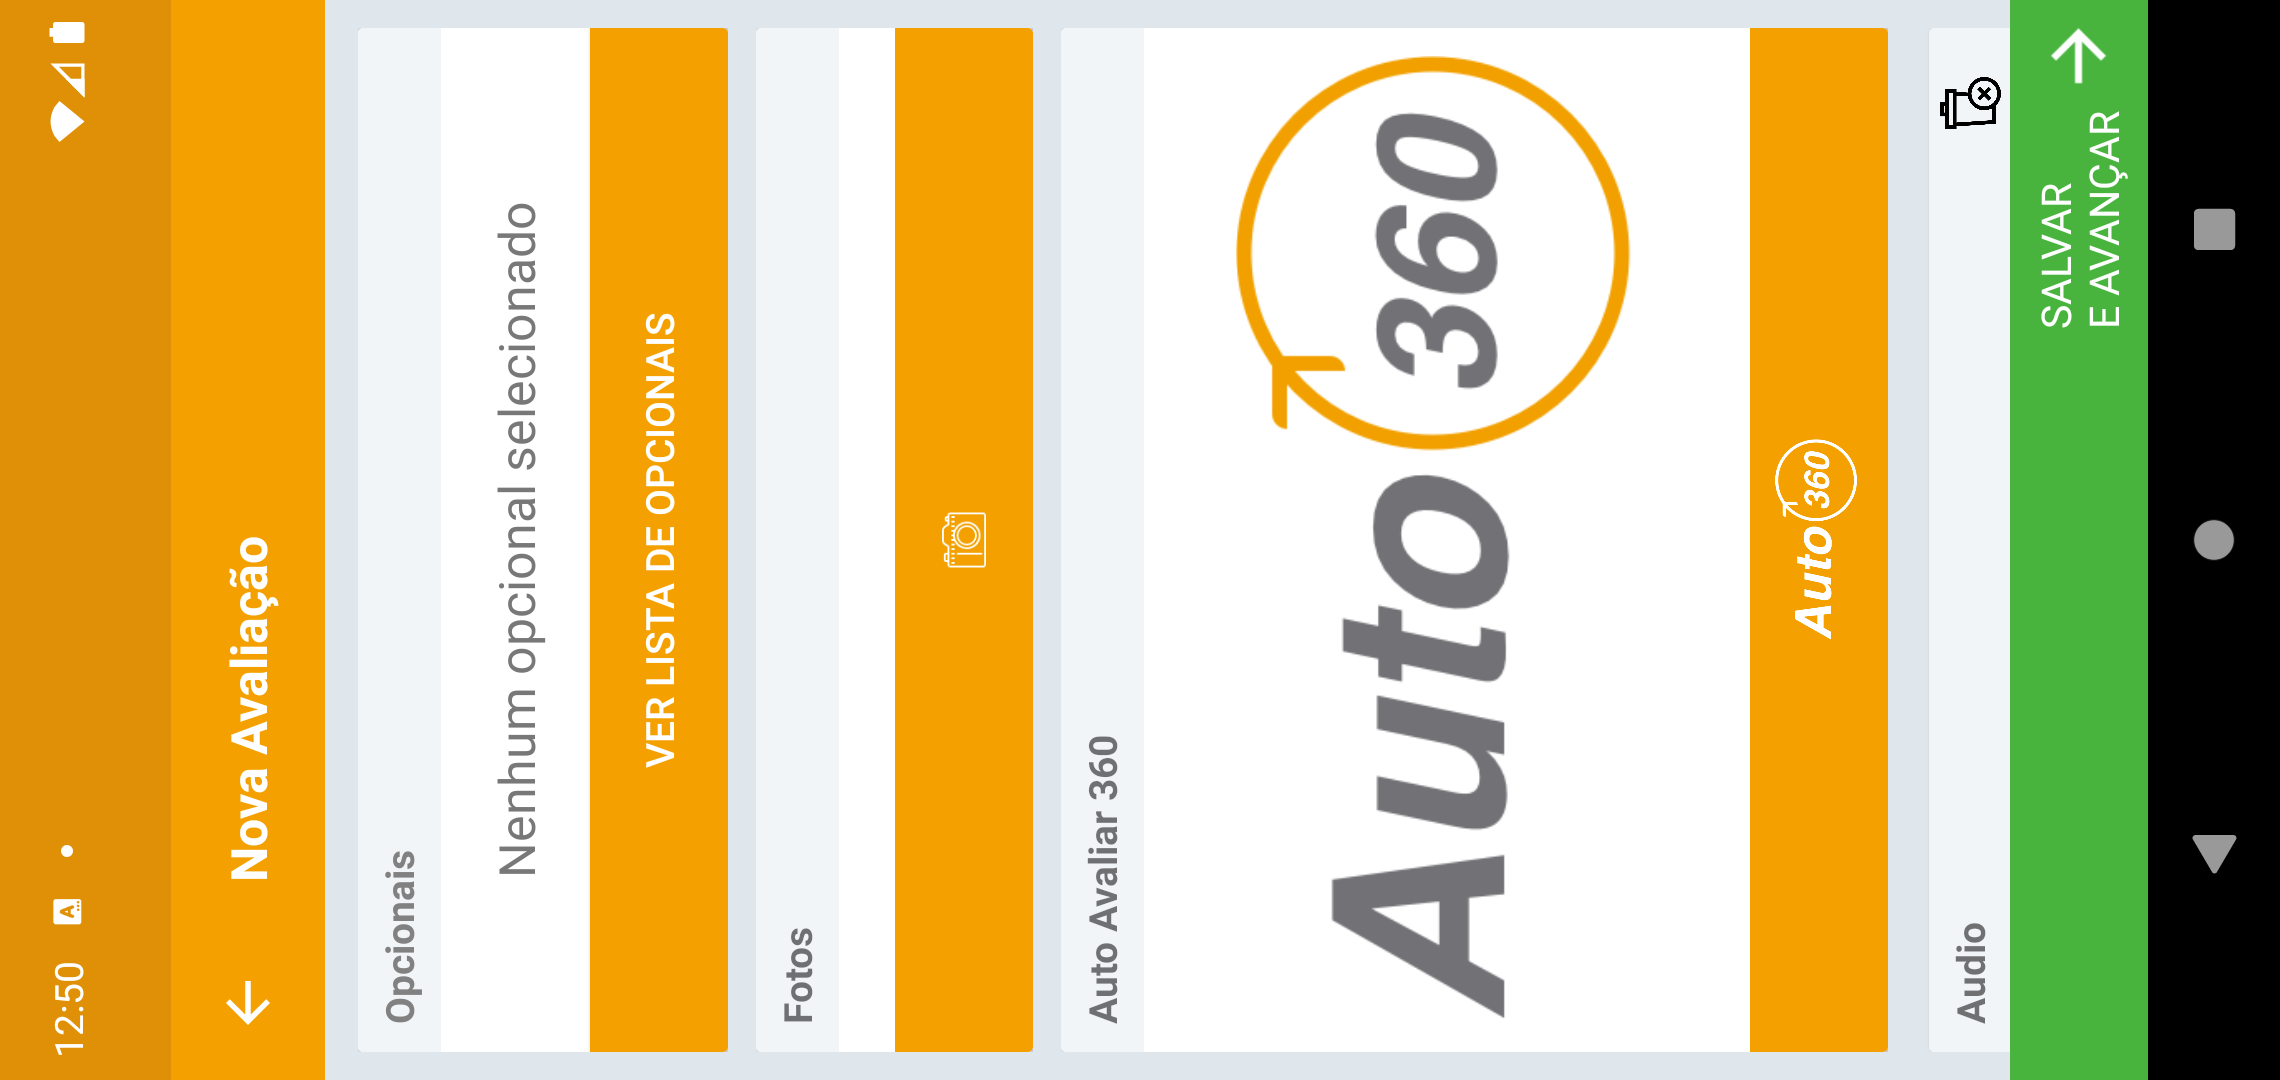 12:50
Nova Avaliação
Opcionais
Nenhum opcional selecionado
VER LISTA DE OPCIONAIS
Fotos
Auto Avaliar 360
Auto 360
Auto 360
Audio
SALVAR
E AVANÇAR